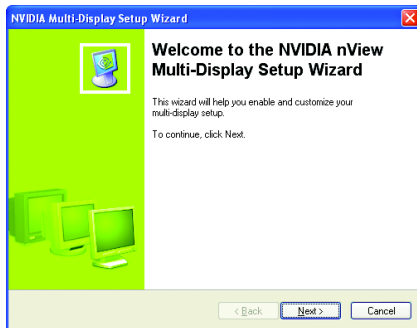 NVIDIA Multi-Display Setup Wizard
Welcome to the NVIDIA nView
Multi-Display Setup Wizard
This wizard will help you enable and customize your
multi-display setup.
To continue, click Next.
< Back
Next >
Cancel